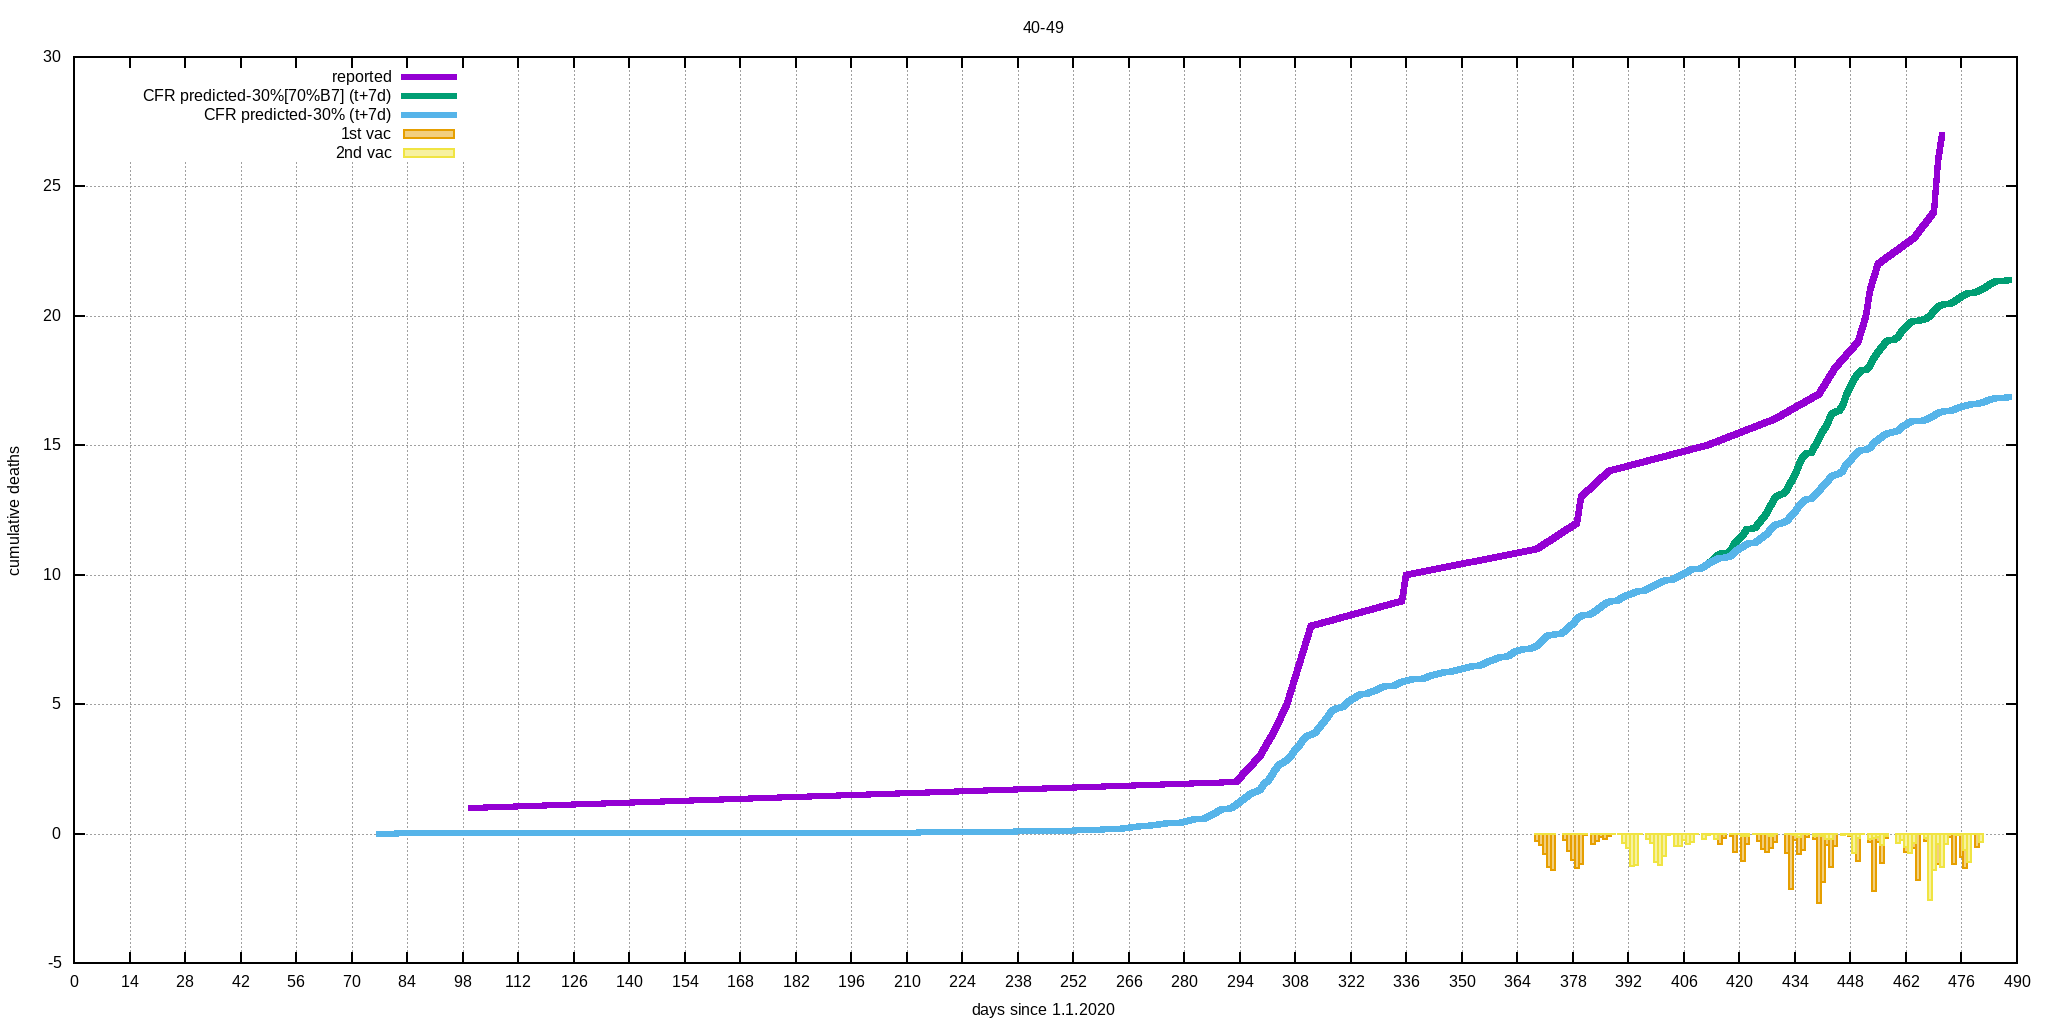 40-49
30
25
20
15
10
5
0
-5
cumulative deaths
reported
CFR predicted-30%[70%B7] (t+7d)
CFR predicted-30% (t+7d)
1st vac
2nd vac
0 14 28 42 56 70 84 98 112 126 140 154 168 182 196 210 224 238 252 266 280 294 308 322 336 350 364 378 392 406 420 434 448 462 476 490
days since 1.1.2020